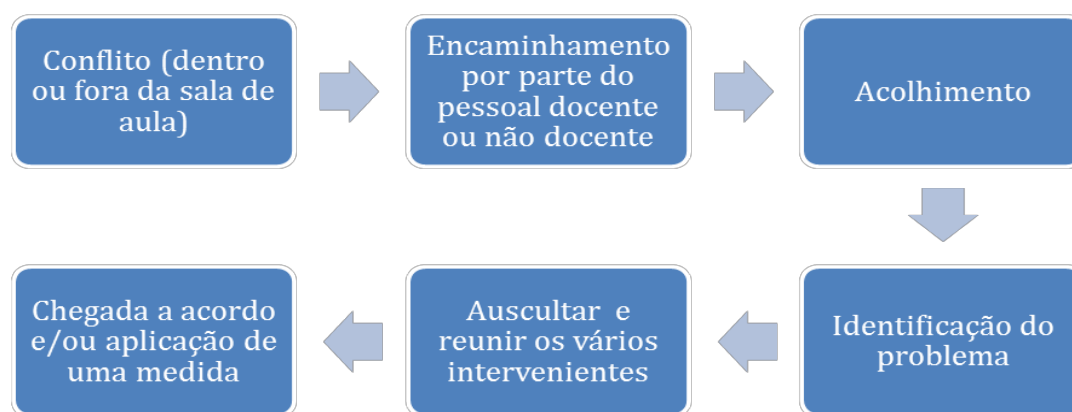 Conflito (dentro
ou fora da sala de
aula)
Encaminhamento
por parte do
pessoal docente
ou não docente
Acolhimento
Identificação do
problema
Auscultar e
reunir os vários
intervenientes
Chegada a acordo
e/ou aplicação de
uma medida